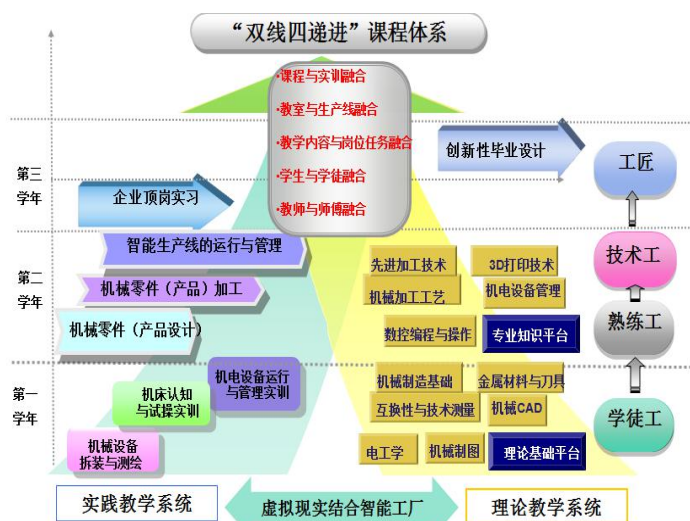 “双线四递进”课程体系
·课程与实训融合
·教室与生产线融合
·教学内容与岗位任务融合
·学生与学徒融合
·教师与师傅融合
第三
学年
企业顶岗实习
创新性毕业设计
工匠
第二
学年
智能生产线的运行与管理
机械零件（产品）加工
机械零件（产品设计）
先进加工技术
3D打印技术
机械加工工艺
机电设备管理
数控编程与操作
专业知识平台
技术工
熟练工
第一
学年
机电设备运行
与管理实训
机床认知
与试操实训
机械设备
拆装与测绘
机械制造基础
金属材料与刀具
互换性与技术测量
机械CAD
电工学
机械制图
理论基础平台
学徒工
实践教学系统
虚拟现实结合智能工厂
理论教学系统